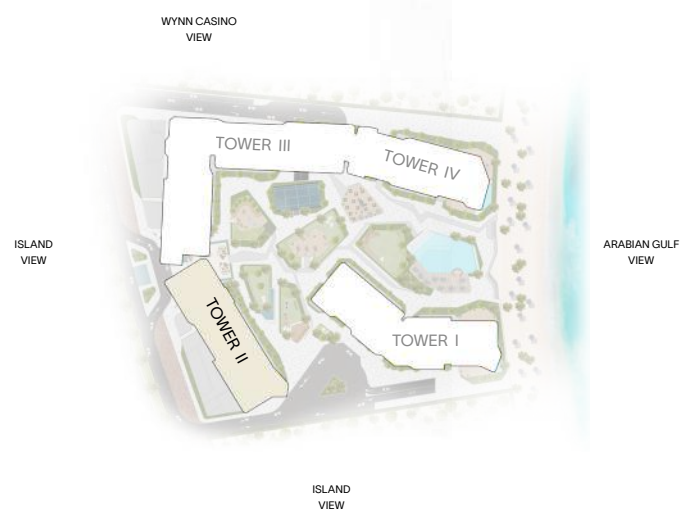 WYNN CASINO
VIEW
TOWER III
TOWER IV
ISLAND
VIEW
ARABIAN GULF
VIEW
TOWER II
TOWER I
ISLAND
VIEW